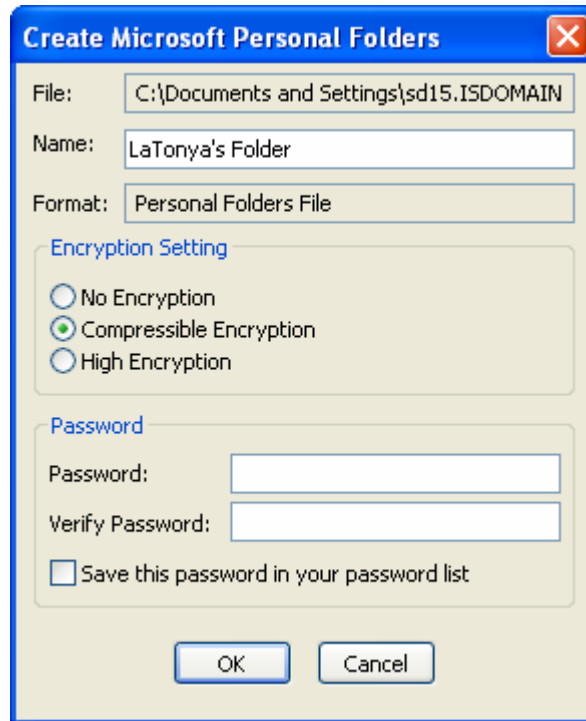 Create Microsoft Personal Folders
File: C:\Documents and Settings\sd15.ISDOMAIN
Name: LaTonya's Folder
Format: Personal Folders File
Encryption Setting
No Encryption
Compressible Encryption
High Encryption
Password
Password:
Verify Password:
Save this password in your password list
OK Cancel